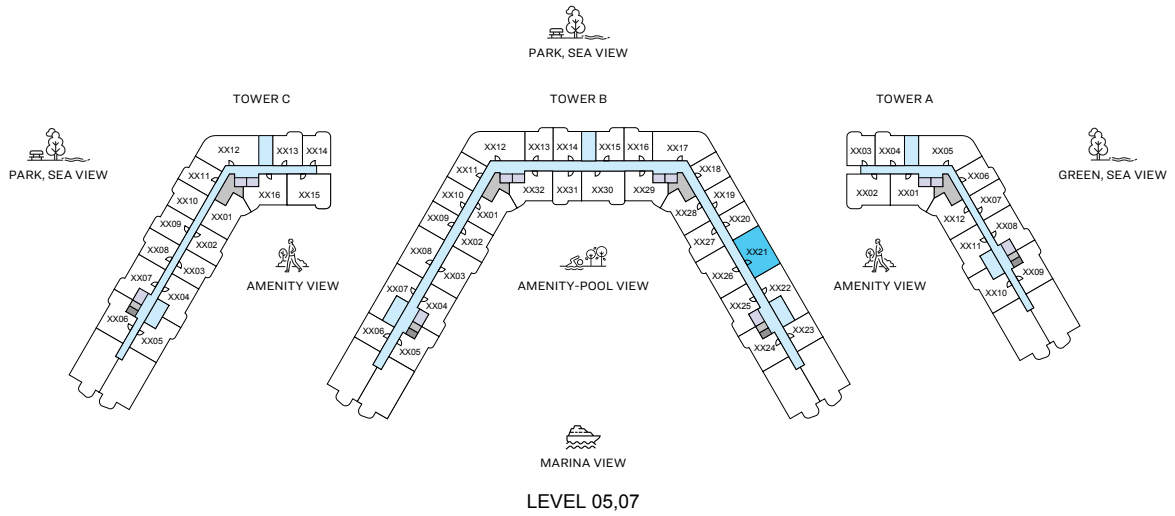 PARK, SEA VIEW
TOWER C
TOWER B
TOWER A
PARK, SEA VIEW
GREEN, SEA VIEW
XX12
XX13
XX14
XX11
XX10
XX09
XX08
XX07
XX06
XX01
XX16
XX15
XX02
XX03
XX04
XX05
AMENITY VIEW
XX12
XX13
XX14
XX15
XX16
XX17
XX11
XX10
XX09
XX08
XX07
XX06
XX01
XX32
XX31
XX30
XX29
XX28
XX02
XX03
XX04
XX05
XX18
XX19
XX20
XX21
XX22
XX23
XX27
XX26
XX25
XX24
AMENITY-POOL VIEW
AMENITY VIEW
XX03
XX04
XX05
XX02
XX01
XX12
XX06
XX07
XX08
XX09
XX11
XX10
MARINA VIEW
LEVEL 05,07